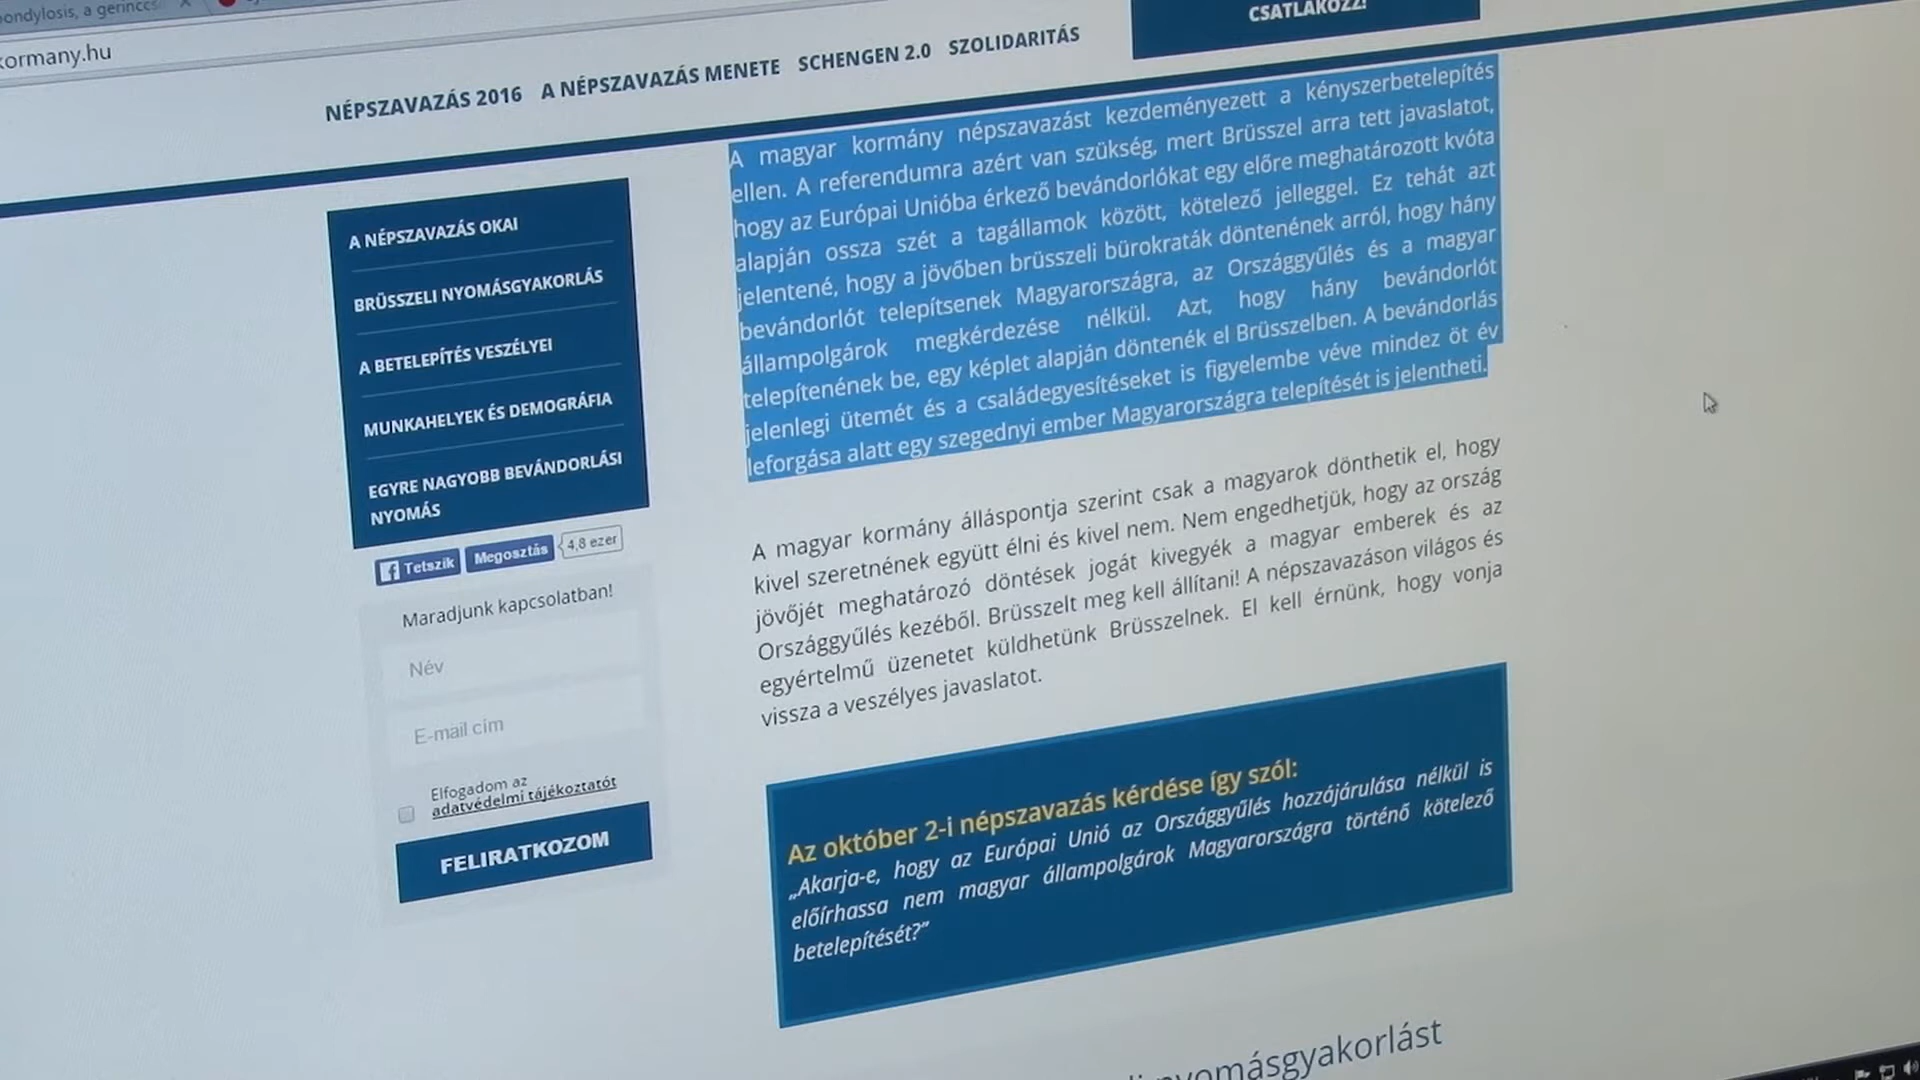 kormany.hu
CSATLAKOZZ!
NÉPSZAVAZÁS 2016 A NÉPSZAVAZÁS MENETE SCHENGEN 2.0 SZOLIDARITÁS
A NÉPSZAVAZÁS OKAI
BRÜSSZELI NYOMÁSGYAKORLÁS
A BETELEPÍTÉS VESZÉLYEI
MUNKAHELYEK ÉS DEMOGRÁFIA
EGYRE NAGYOBB BEVÁNDORLÁSI
NYOMÁS
Tetszik Megosztás 4,8 ezer
Maradjunk kapcsolatban!
Név
E-mail cím
Elfogadom az
adatvédelmi tájékoztatót
FELIRATKOZOM
A magyar kormány népszavazást kezdeményezett a kényszerbetelepítés
ellen. A referendumra azért van szükség, mert Brüsszel arra tett javaslatot,
hogy az Európai Unióba érkező bevándorlókat egy előre meghatározott kvóta
alapján ossza szét a tagállamok között, kötelező jelleggel. Ez tehát azt
jelentené, hogy a jövőben brüsszeli bürokraták döntenének arról, hogy hány
bevándorlót telepítsenek Magyarországra, az Országgyűlés és a magyar
állampolgárok megkérdezése nélkül. Azt, hogy hány bevándorlót
telepítenének be, egy képlet alapján döntenék el Brüsszelben. A bevándorlás
jelenlegi ütemét és a családegyesítéseket is figyelembe véve mindez öt év
leforgása alatt egy szegednyi ember Magyarországra telepítését is jelentheti.
A magyar kormány álláspontja szerint csak a magyarok dönthetik el, hogy
kivel szeretnének együtt élni és kivel nem. Nem engedhetjük, hogy az ország
jövőjét meghatározó döntések jogát kivegyék a magyar emberek és az
Országgyűlés kezéből. Brüsszelt meg kell állítani! A népszavazáson világos és
egyértelmű üzenetet küldhetünk Brüsszelnek. El kell érnünk, hogy vonja
vissza a veszélyes javaslatot.
Az október 2-i népszavazás kérdése így szól:
„Akarja-e, hogy az Európai Unió az Országgyűlés hozzájárulása nélkül is
előírhassa nem magyar állampolgárok Magyarországra történő kötelező
betelepítését?”
nyomásgyakorlást